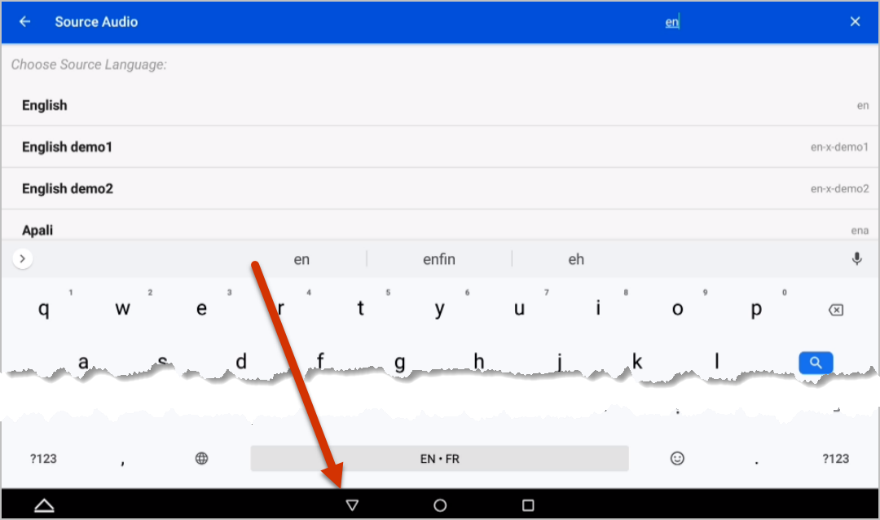 Source Audio en
Choose Source Language:
English en
English demo1 en-x-demo1
English demo2 en-x-demo2
Apali ena
en enfin eh
q 1 w 2 e 3 r 4 t 5 y 6 u 7 i 8 o 9 p 0
a s d f g h j k l
?123 , EN • FR . ?123